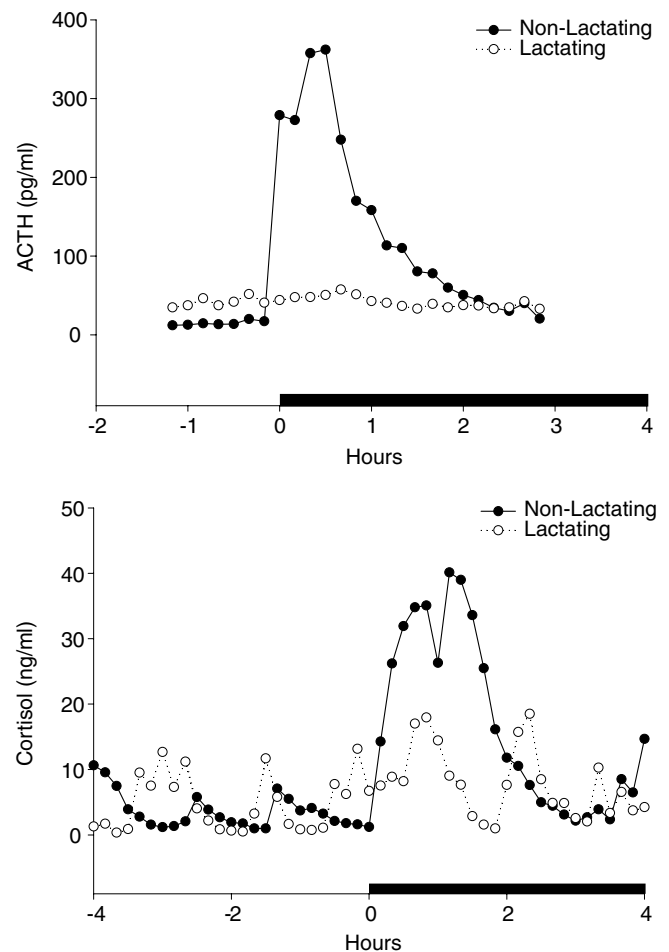 400
300
200
100
0
ACTH (pg/ml)
Non-Lactating
Lactating
-2 -1 0 1 2 3 4
Hours
50
40
30
20
10
0
Cortisol (ng/ml)
Non-Lactating
Lactating
-4 -2 0 2 4
Hours